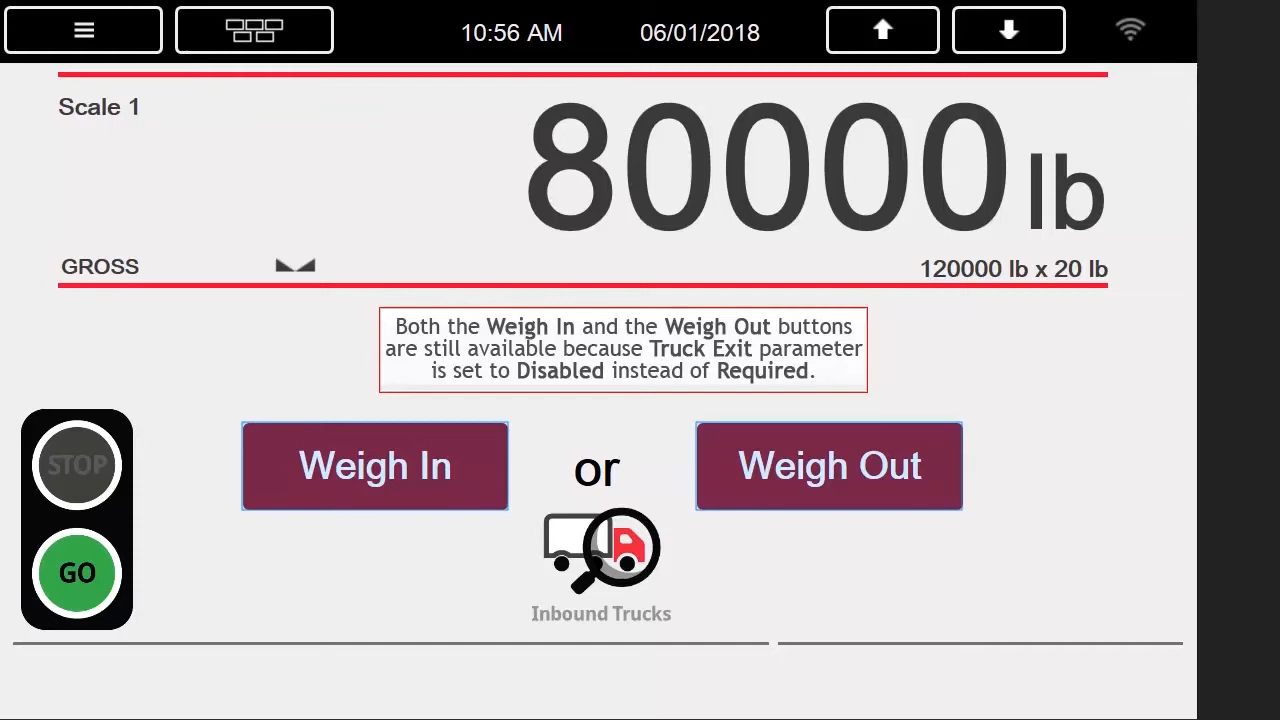 10:56 AM 06/01/2018
Scale 1
80000 lb
GROSS
120000 lb x 20 lb
Both the Weigh In and the Weigh Out buttons
are still available because Truck Exit parameter
is set to Disabled instead of Required.
STOP
Weigh In or Weigh Out
GO
Inbound Trucks